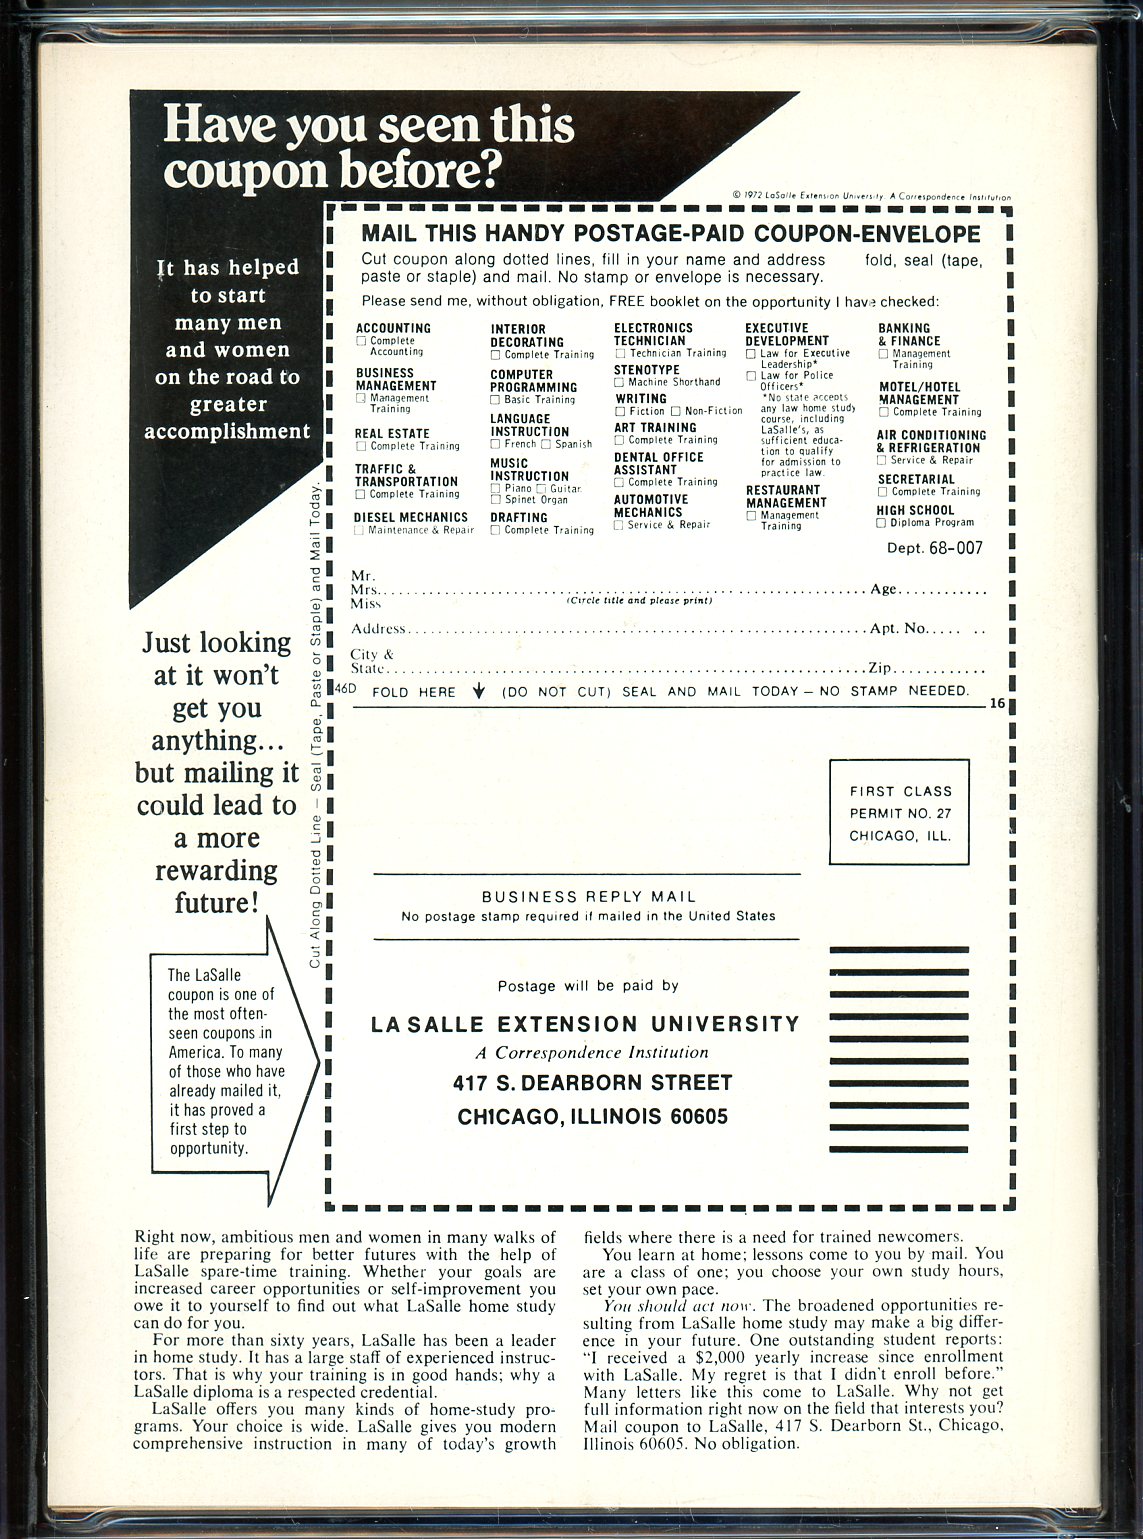 Have you seen this
coupon before?
© 1972 LaSalle Extension University. A Correspondence Institution
It has helped
to start
many men
and women
on the road to
greater
accomplishment
Just looking
at it won't
get you
anything...
but mailing it
could lead to
a more
rewarding
future!
The LaSalle
coupon is one of
the most often-
seen coupons in
America. To many
of those who have
already mailed it,
it has proved a
first step to
opportunity.
Cut Along Dotted Line – Seal (Tape, Paste or Staple) and Mail Today.
MAIL THIS HANDY POSTAGE-PAID COUPON-ENVELOPE
Cut coupon along dotted lines, fill in your name and address fold, seal (tape,
paste or staple) and mail. No stamp or envelope is necessary.
Please send me, without obligation, FREE booklet on the opportunity I have checked:
ACCOUNTING
☐ Complete
Accounting
BUSINESS
MANAGEMENT
☐ Management
Training
REAL ESTATE
☐ Complete Training
TRAFFIC &
TRANSPORTATION
☐ Complete Training
DIESEL MECHANICS
☐ Maintenance & Repair
INTERIOR
DECORATING
☐ Complete Training
COMPUTER
PROGRAMMING
☐ Basic Training
LANGUAGE
INSTRUCTION
☐ French ☐ Spanish
MUSIC
INSTRUCTION
☐ Piano ☐ Guitar
☐ Spinet Organ
DRAFTING
☐ Complete Training
ELECTRONICS
TECHNICIAN
☐ Technician Training
STENOTYPE
☐ Machine Shorthand
WRITING
☐ Fiction ☐ Non-Fiction
ART TRAINING
☐ Complete Training
DENTAL OFFICE
ASSISTANT
☐ Complete Training
AUTOMOTIVE
MECHANICS
☐ Service & Repair
EXECUTIVE
DEVELOPMENT
☐ Law for Executive
Leadership*
☐ Law for Police
Officers*
*No state accepts
any law home study
course, including
LaSalle's, as
sufficient educa-
tion to qualify
for admission to
practice law.
RESTAURANT
MANAGEMENT
☐ Management
Training
BANKING
& FINANCE
☐ Management
Training
MOTEL/HOTEL
MANAGEMENT
☐ Complete Training
AIR CONDITIONING
& REFRIGERATION
☐ Service & Repair
SECRETARIAL
☐ Complete Training
HIGH SCHOOL
☐ Diploma Program
Dept. 68-007
Mr.
Mrs. Age
Miss (Circle title and please print)
Address Apt. No.
City &
State Zip
46D FOLD HERE ↓ (DO NOT CUT) SEAL AND MAIL TODAY – NO STAMP NEEDED.
16
FIRST CLASS
PERMIT NO. 27
CHICAGO, ILL.
BUSINESS REPLY MAIL
No postage stamp required if mailed in the United States
Postage will be paid by
LA SALLE EXTENSION UNIVERSITY
A Correspondence Institution
417 S. DEARBORN STREET
CHICAGO, ILLINOIS 60605
Right now, ambitious men and women in many walks of
life are preparing for better futures with the help of
LaSalle spare-time training. Whether your goals are
increased career opportunities or self-improvement you
owe it to yourself to find out what LaSalle home study
can do for you.
For more than sixty years, LaSalle has been a leader
in home study. It has a large staff of experienced instruc-
tors. That is why your training is in good hands; why a
LaSalle diploma is a respected credential.
LaSalle offers you many kinds of home-study pro-
grams. Your choice is wide. LaSalle gives you modern
comprehensive instruction in many of today's growth
fields where there is a need for trained newcomers.
You learn at home; lessons come to you by mail. You
are a class of one; you choose your own study hours,
set your own pace.
You should act now. The broadened opportunities re-
sulting from LaSalle home study may make a big differ-
ence in your future. One outstanding student reports:
"I received a $2,000 yearly increase since enrollment
with LaSalle. My regret is that I didn't enroll before."
Many letters like this come to LaSalle. Why not get
full information right now on the field that interests you?
Mail coupon to LaSalle, 417 S. Dearborn St., Chicago,
Illinois 60605. No obligation.